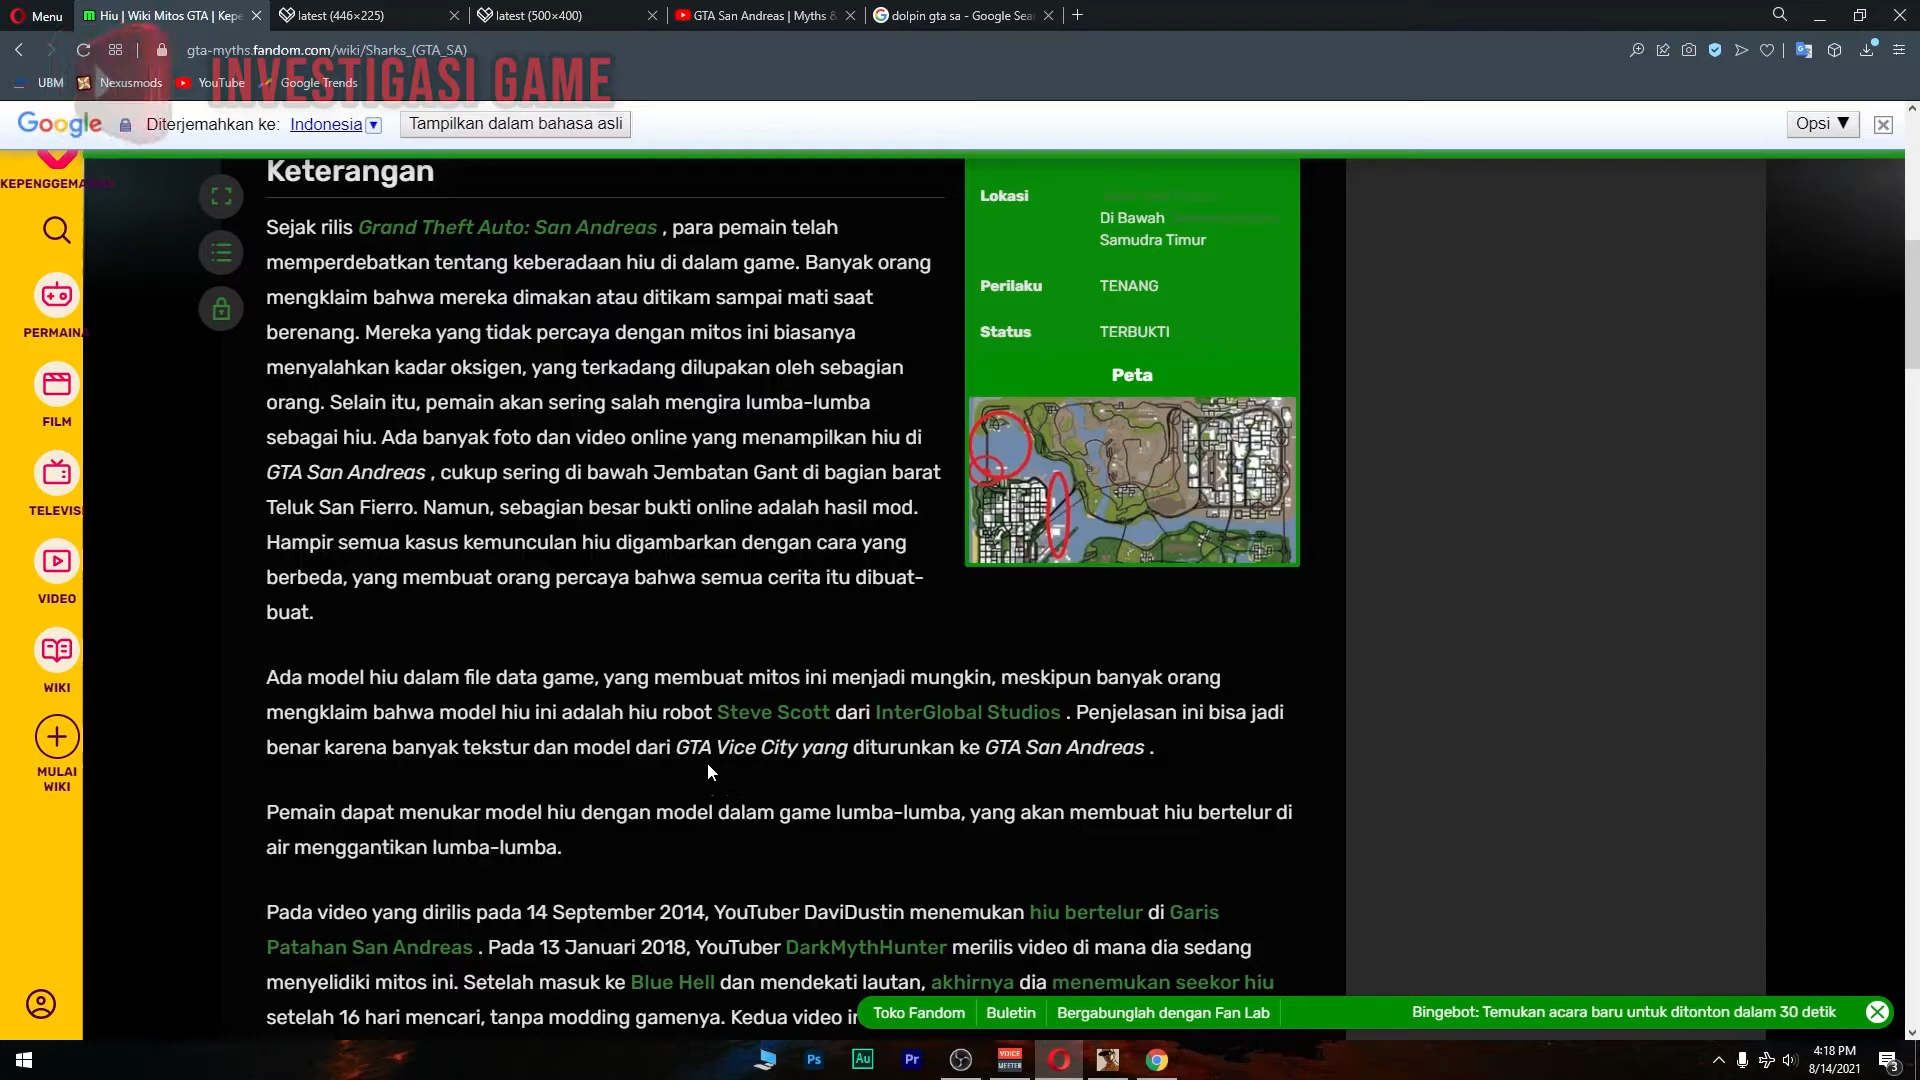 Menu
Hiu | Wiki Mitos GTA | Kepe
latest (446×225)
latest (500×400)
GTA San Andreas | Myths &
dolpin gta sa - Google Sea
gta-myths.fandom.com/wiki/Sharks_(GTA_SA)
INVESTIGASI GAME
UBM
Nexusmods
YouTube
Google Trends
Google
Diterjemahkan ke: Indonesia
Tampilkan dalam bahasa asli
Opsi ▼
KEPENGGEMA
PERMAINA
FILM
TELEVIS
VIDEO
WIKI
MULAI
WIKI
Keterangan
Sejak rilis Grand Theft Auto: San Andreas , para pemain telah
memperdebatkan tentang keberadaan hiu di dalam game. Banyak orang
mengklaim bahwa mereka dimakan atau ditikam sampai mati saat
berenang. Mereka yang tidak percaya dengan mitos ini biasanya
menyalahkan kadar oksigen, yang terkadang dilupakan oleh sebagian
orang. Selain itu, pemain akan sering salah mengira lumba-lumba
sebagai hiu. Ada banyak foto dan video online yang menampilkan hiu di
GTA San Andreas , cukup sering di bawah Jembatan Gant di bagian barat
Teluk San Fierro. Namun, sebagian besar bukti online adalah hasil mod.
Hampir semua kasus kemunculan hiu digambarkan dengan cara yang
berbeda, yang membuat orang percaya bahwa semua cerita itu dibuat-
buat.
Lokasi
Di Bawah
Samudra Timur
Perilaku
TENANG
Status
TERBUKTI
Peta
Ada model hiu dalam file data game, yang membuat mitos ini menjadi mungkin, meskipun banyak orang
mengklaim bahwa model hiu ini adalah hiu robot Steve Scott dari InterGlobal Studios . Penjelasan ini bisa jadi
benar karena banyak tekstur dan model dari GTA Vice City yang diturunkan ke GTA San Andreas .
Pemain dapat menukar model hiu dengan model dalam game lumba-lumba, yang akan membuat hiu bertelur di
air menggantikan lumba-lumba.
Pada video yang dirilis pada 14 September 2014, YouTuber DaviDustin menemukan hiu bertelur di Garis
Patahan San Andreas . Pada 13 Januari 2018, YouTuber DarkMythHunter merilis video di mana dia sedang
menyelidiki mitos ini. Setelah masuk ke Blue Hell dan mendekati lautan, akhirnya dia menemukan seekor hiu
setelah 16 hari mencari, tanpa modding gamenya. Kedua video in
Toko Fandom
Buletin
Bergabunglah dengan Fan Lab
Bingebot: Temukan acara baru untuk ditonton dalam 30 detik
Ps
Au
Pr
VOICE
MEETER
4:18 PM
8/14/2021
3